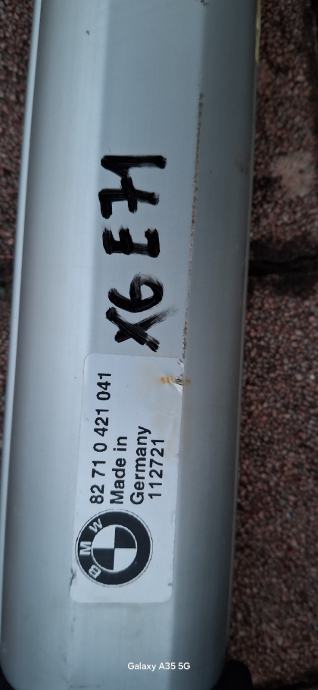 X6 E71
82 71 0 421 041
Made in
Germany
112721
BMW
Galaxy A35 5G